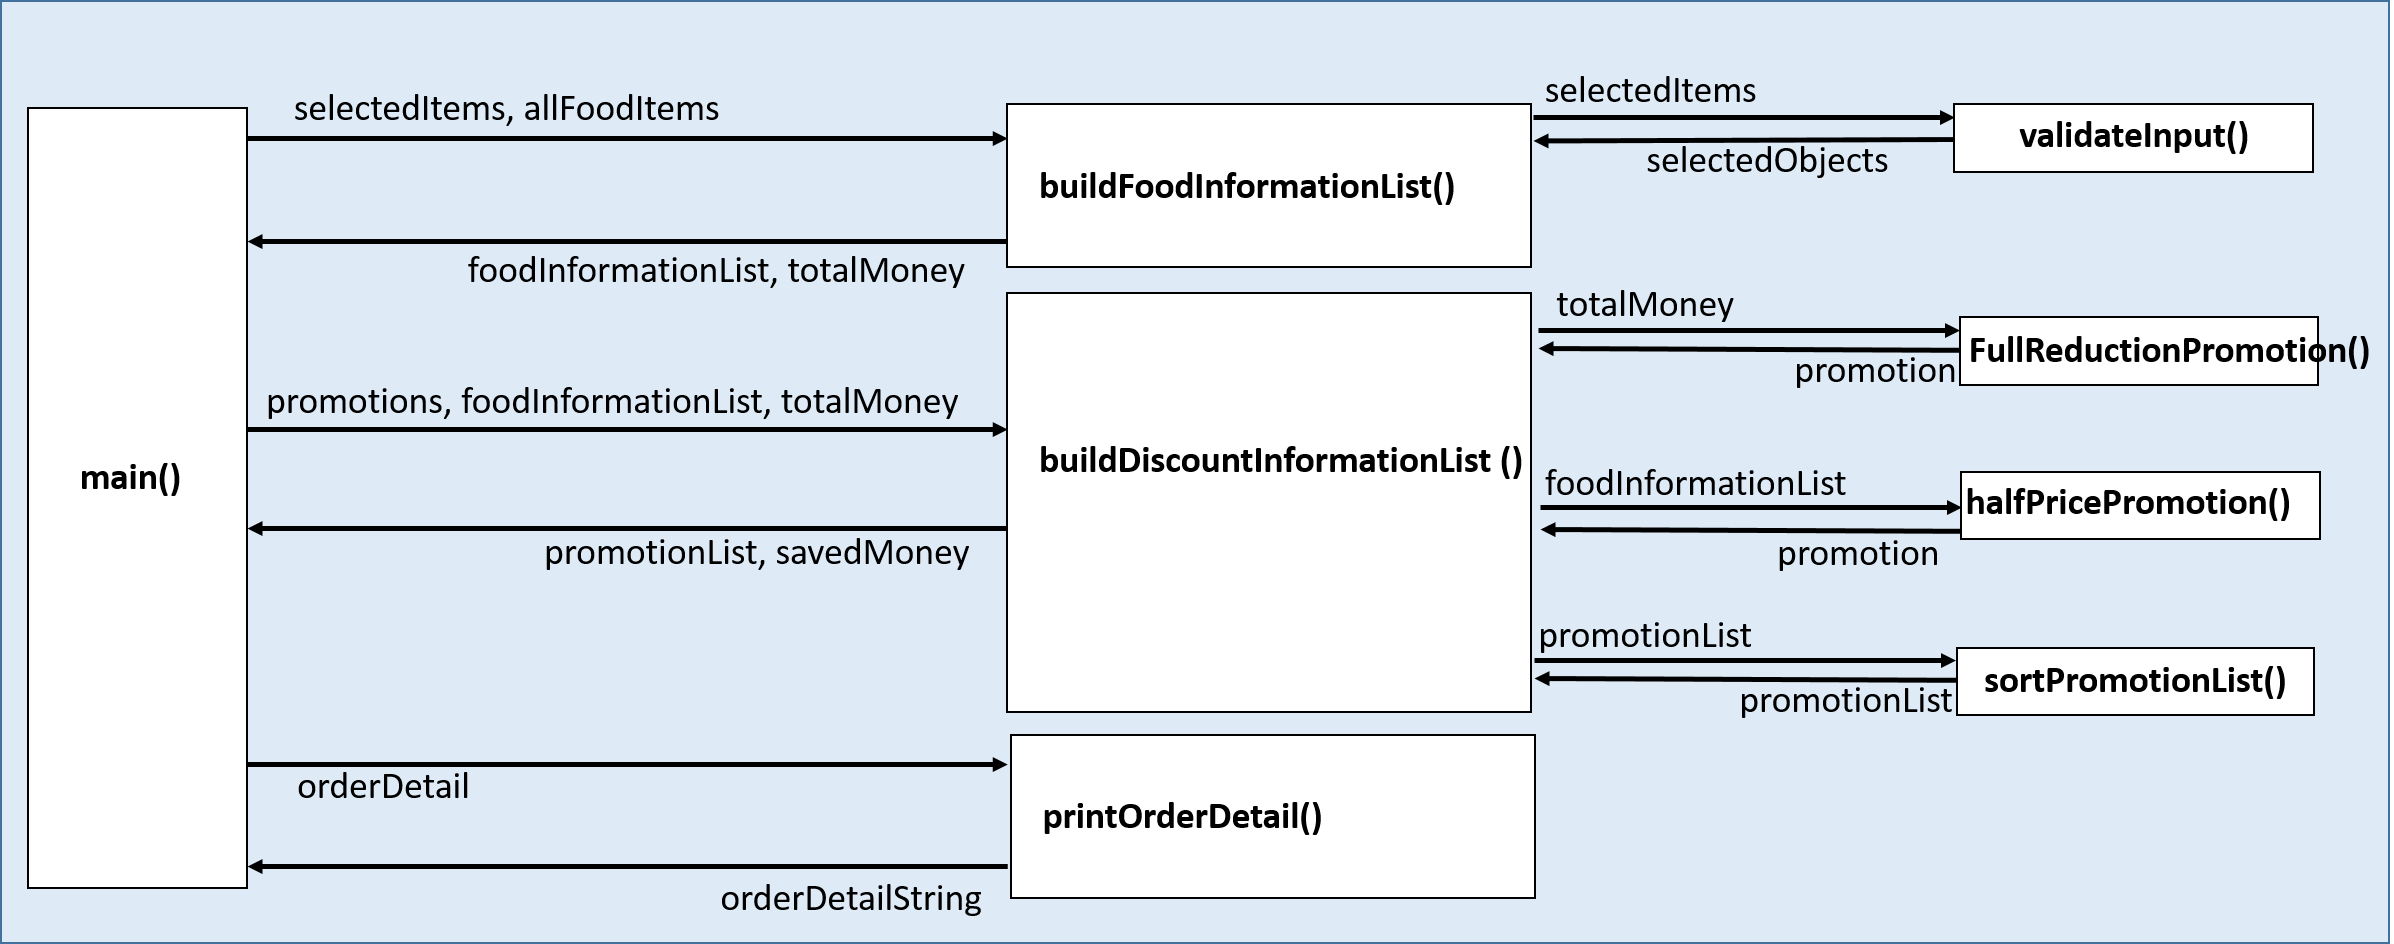 selectedItems, allFoodItems
selectedItems
validateInput()
selectedObjects
buildFoodInformationList()
foodInformationList, totalMoney
totalMoney
FullReductionPromotion()
promotion
promotions, foodInformationList, totalMoney
main()
buildDiscountInformationList ()
foodInformationList
halfPricePromotion()
promotion
promotionList, savedMoney
promotionList
sortPromotionList()
promotionList
orderDetail
printOrderDetail()
orderDetailString